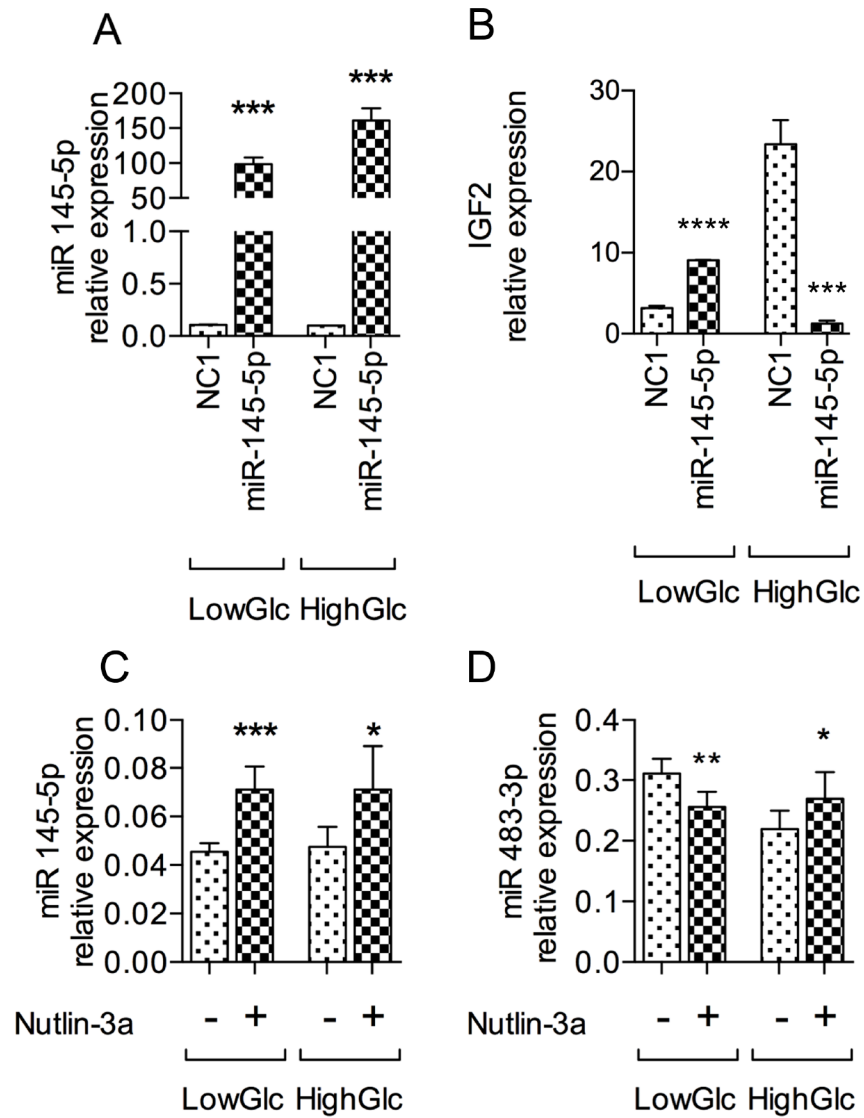 A
miR 145-5p
relative expression
200
150
100
50
1.0
0.5
0.0
***
***
NC1
miR-145-5p
NC1
miR-145-5p
LowGlc
HighGlc
B
IGF2
relative expression
30
20
10
0
****
***
NC1
miR-145-5p
NC1
miR-145-5p
LowGlc
HighGlc
C
miR 145-5p
relative expression
0.10
0.08
0.06
0.04
0.02
0.00
***
*
Nutlin-3a - + - +
LowGlc
HighGlc
D
miR 483-3p
relative expression
0.4
0.3
0.2
0.1
0.0
**
*
Nutlin-3a - + - +
LowGlc
HighGlc